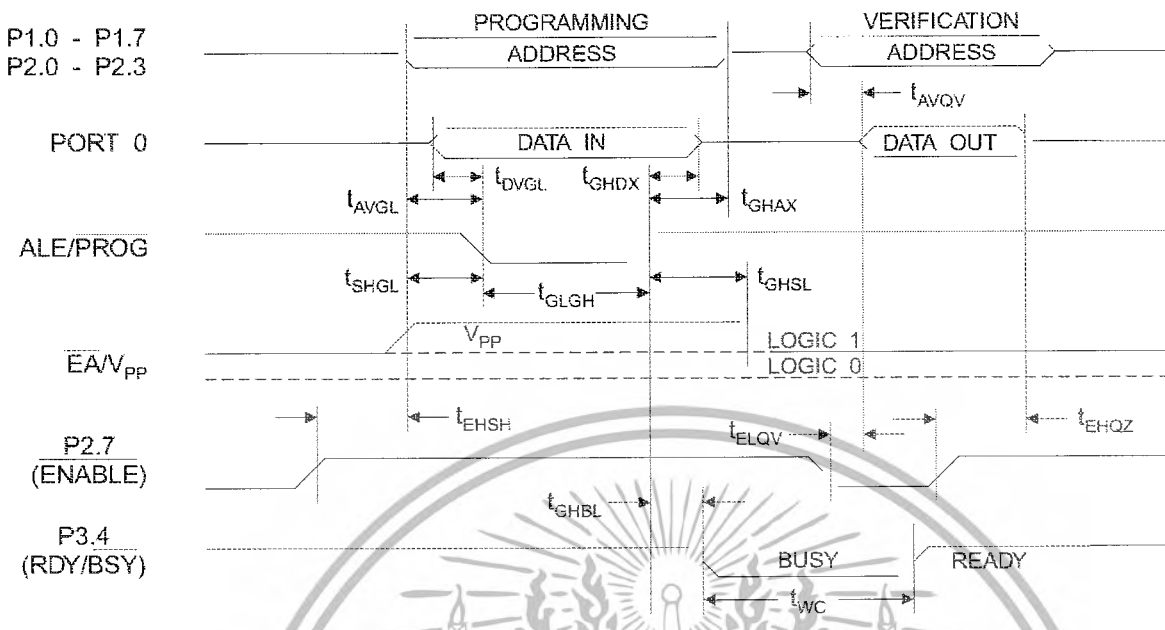 PROGRAMMING
VERIFICATION
P1.0 - P1.7
P2.0 - P2.3
ADDRESS
ADDRESS
tAVQV
PORT 0
DATA IN
DATA OUT
tDVGL
tGHDX
tAVGL
tGHAX
ALE/PROG
tSHGL
tGLGH
tGHSL
VPP
LOGIC 1
EA/VPP
LOGIC 0
tEHSH
tELQV
tEHQZ
P2.7
(ENABLE)
tGHBL
P3.4
(RDY/BSY)
BUSY
READY
tWC